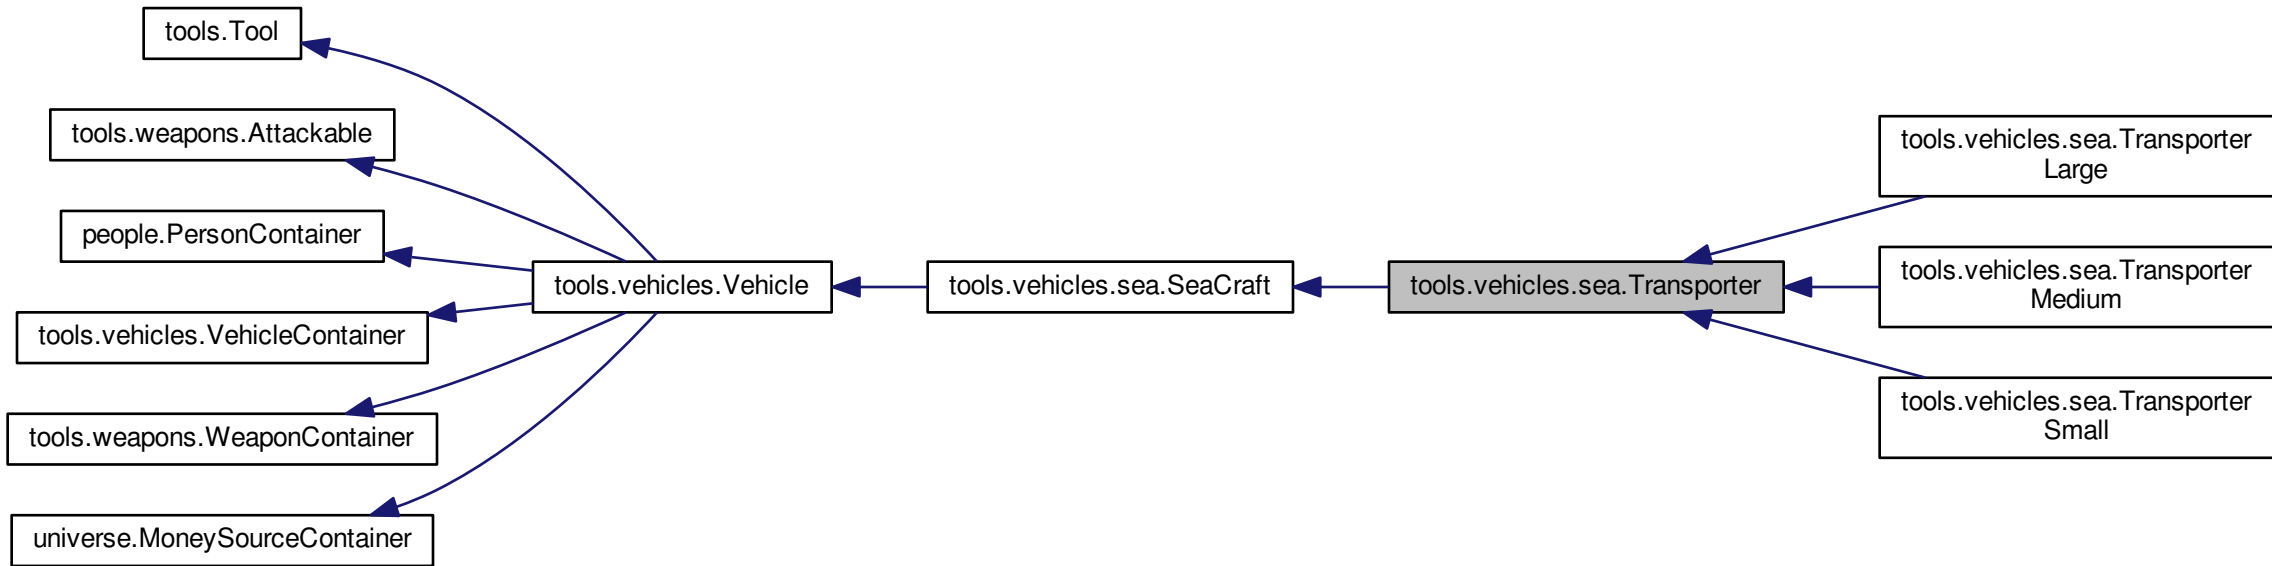 tools.Tool
tools.weapons.Attackable
people.PersonContainer
tools.vehicles.VehicleContainer
tools.weapons.WeaponContainer
universe.MoneySourceContainer
tools.vehicles.Vehicle
tools.vehicles.sea.SeaCraft
tools.vehicles.sea.Transporter
tools.vehicles.sea.Transporter
Large
tools.vehicles.sea.Transporter
Medium
tools.vehicles.sea.Transporter
Small